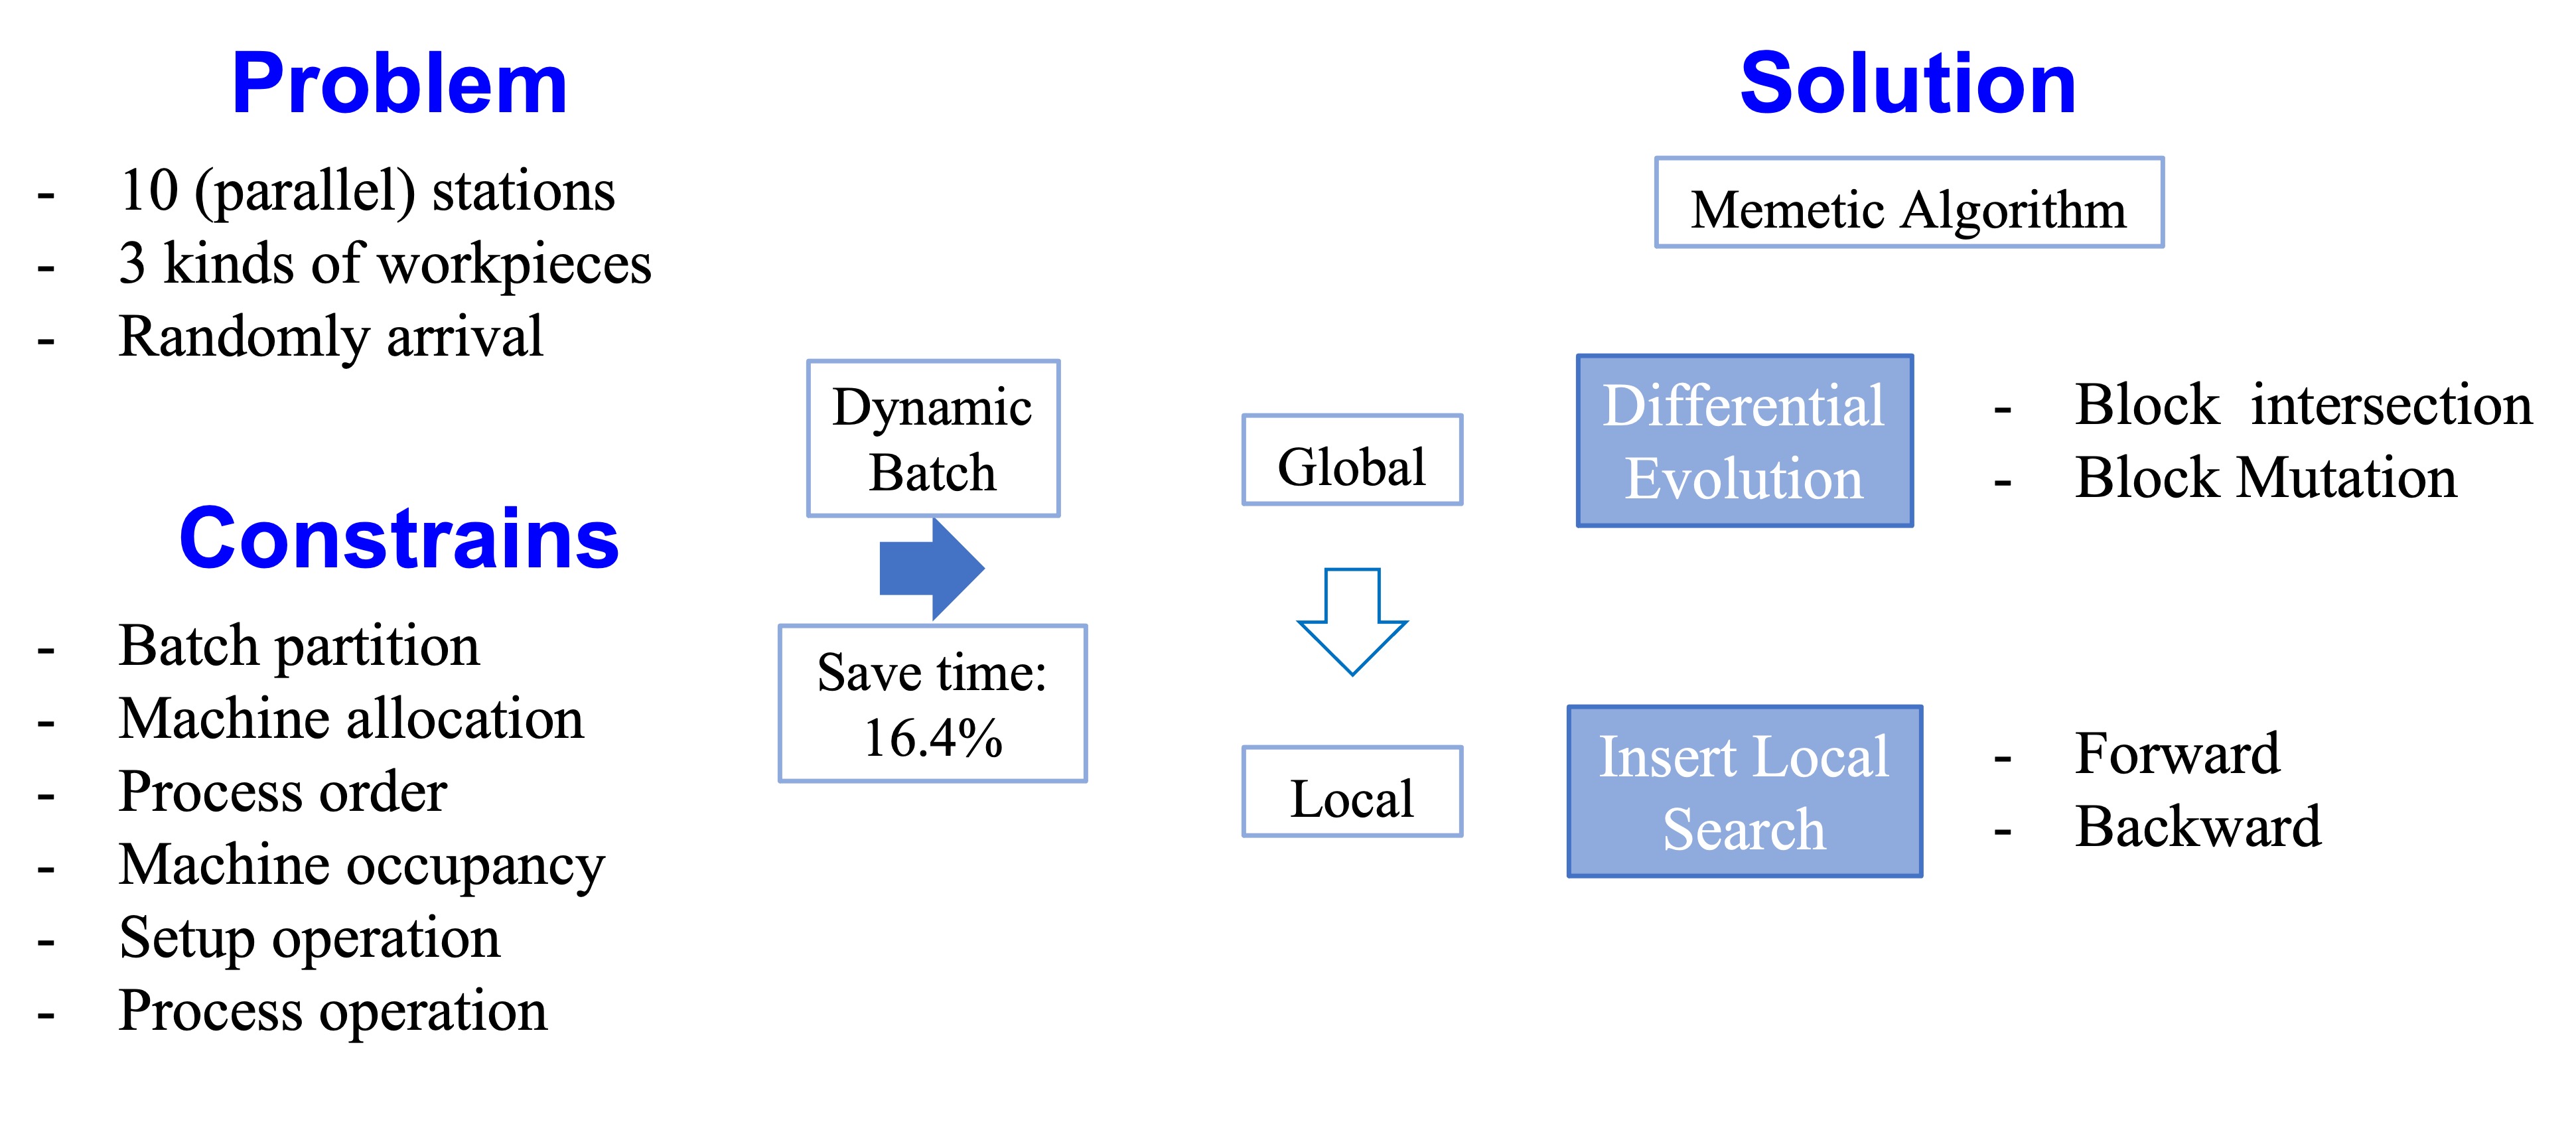 Problem
- 10 (parallel) stations
- 3 kinds of workpieces
- Randomly arrival
Constrains
- Batch partition
- Machine allocation
- Process order
- Machine occupancy
- Setup operation
- Process operation
Dynamic
Batch
Save time:
16.4%
Solution
Memetic Algorithm
Global
Differential
Evolution
- Block intersection
- Block Mutation
Local
Insert Local
Search
- Forward
- Backward